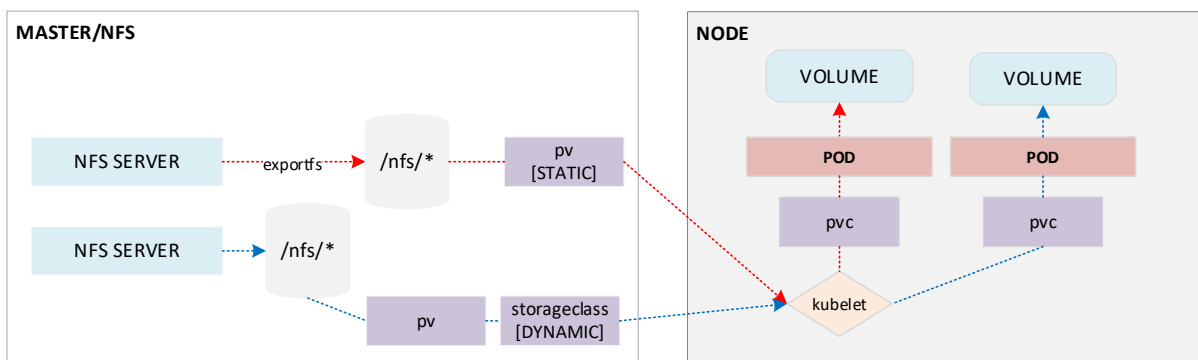 MASTER/NFS
NFS SERVER
exportfs
/nfs/*
pv
[STATIC]
NFS SERVER
/nfs/*
pv
storageclass
[DYNAMIC]
NODE
VOLUME
VOLUME
POD
POD
pvc
pvc
kubelet